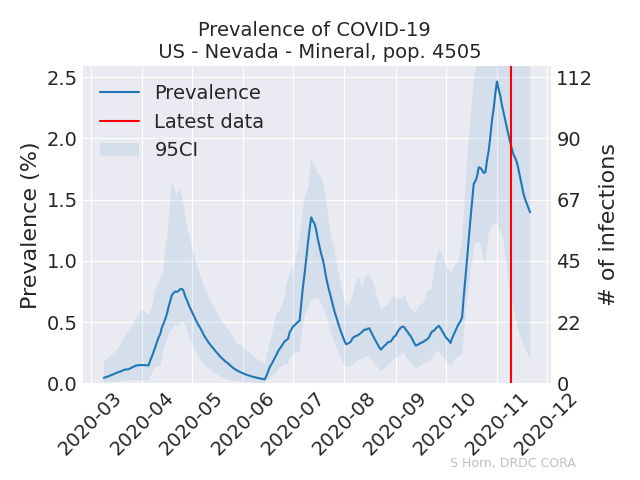 Prevalence of COVID-19
US - Nevada - Mineral, pop. 4505
Prevalence (%)
2.5
2.0
1.5
1.0
0.5
0.0
Prevalence
Latest data
95CI
112
90
67
45
22
0
# of infections
2020-03
2020-04
2020-05
2020-06
2020-07
2020-08
2020-09
2020-10
2020-11
2020-12
S Horn, DRDC CORA